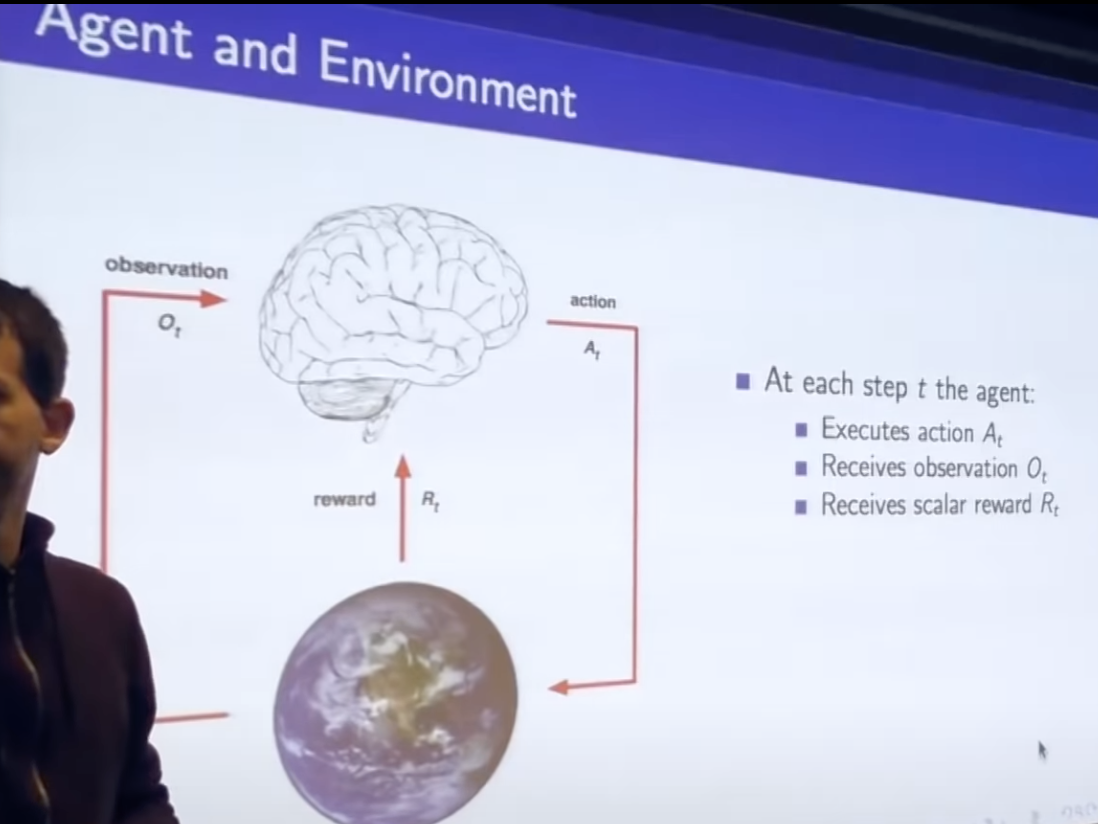 Agent and Environment
observation
O_t
action
A_t
reward
R_t
At each step t the agent:
Executes action A_t
Receives observation O_t
Receives scalar reward R_t